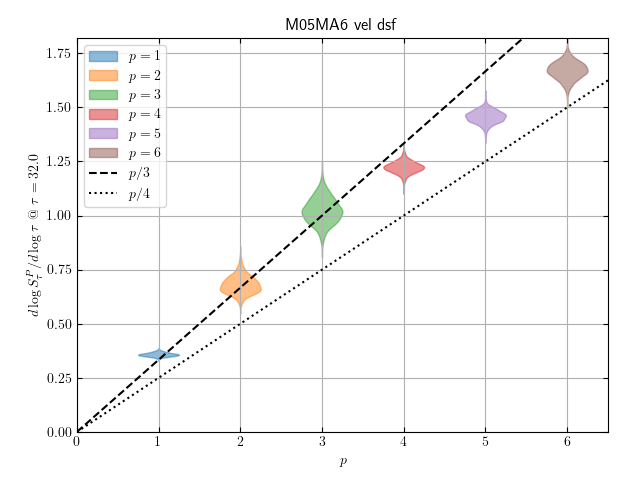 M05MA6 vel dsf
d log S_τ^p / d log τ @ τ = 32.0
1.75
1.50
1.25
1.00
0.75
0.50
0.25
0.00
p = 1
p = 2
p = 3
p = 4
p = 5
p = 6
p/3
p/4
0 1 2 3 4 5 6
p